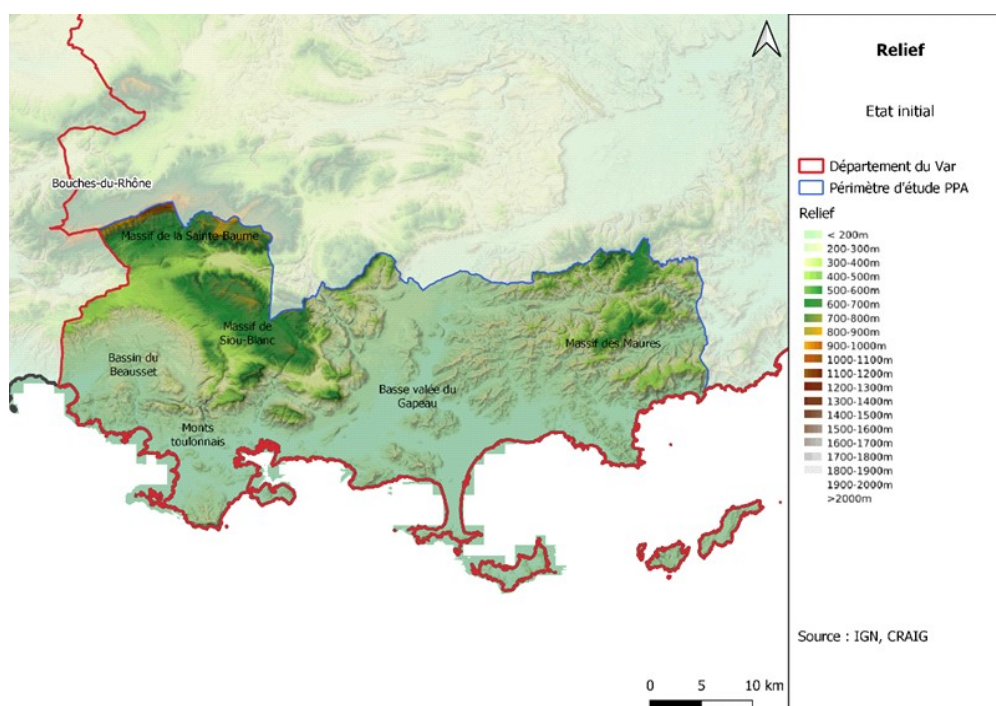 Bouches-du-Rhône
Massif de la Sainte-Baume
Massif de
Siou-Blanc
Massif des Maures
Bassin du
Beausset
Basse valée du
Gapeau
Monts
toulonnais
0 5 10 km
Relief
Etat initial
Département du Var
Périmètre d'étude PPA
Relief
< 200m
200-300m
300-400m
400-500m
500-600m
600-700m
700-800m
800-900m
900-1000m
1000-1100m
1100-1200m
1200-1300m
1300-1400m
1400-1500m
1500-1600m
1600-1700m
1700-1800m
1800-1900m
1900-2000m
>2000m
Source : IGN, CRAIG